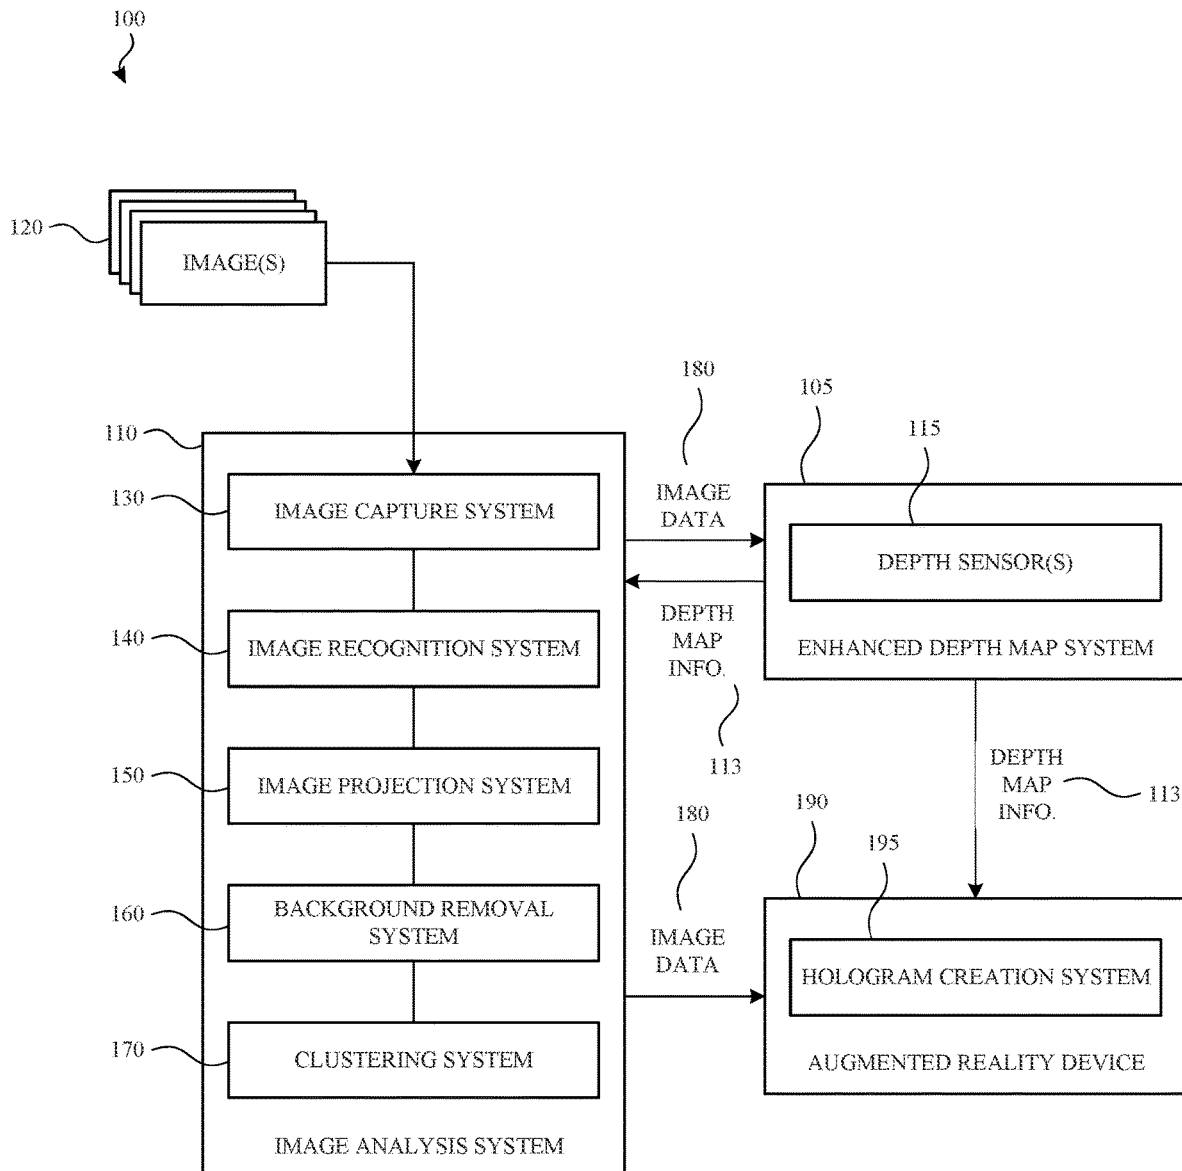 100
120
IMAGE(S)
110
180
105
115
130
IMAGE CAPTURE SYSTEM
IMAGE
DATA
DEPTH SENSOR(S)
140
IMAGE RECOGNITION SYSTEM
DEPTH
MAP
INFO.
ENHANCED DEPTH MAP SYSTEM
113
150
IMAGE PROJECTION SYSTEM
DEPTH
MAP
INFO.
113
180
190
195
160
BACKGROUND REMOVAL
SYSTEM
IMAGE
DATA
HOLOGRAM CREATION SYSTEM
170
CLUSTERING SYSTEM
AUGMENTED REALITY DEVICE
IMAGE ANALYSIS SYSTEM